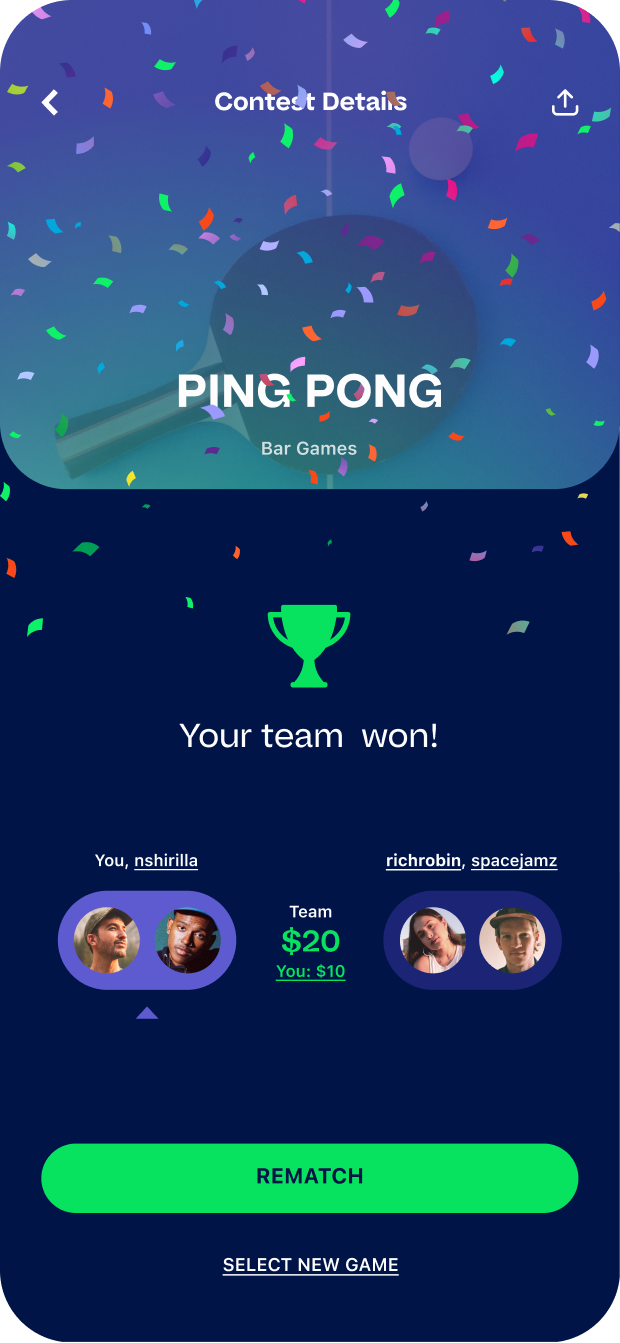 Contest Details
PING PONG
Bar Games
Your team  won!
You, nshirilla
richrobin, spacejamz
Team
$20
You: $10
REMATCH
SELECT NEW GAME